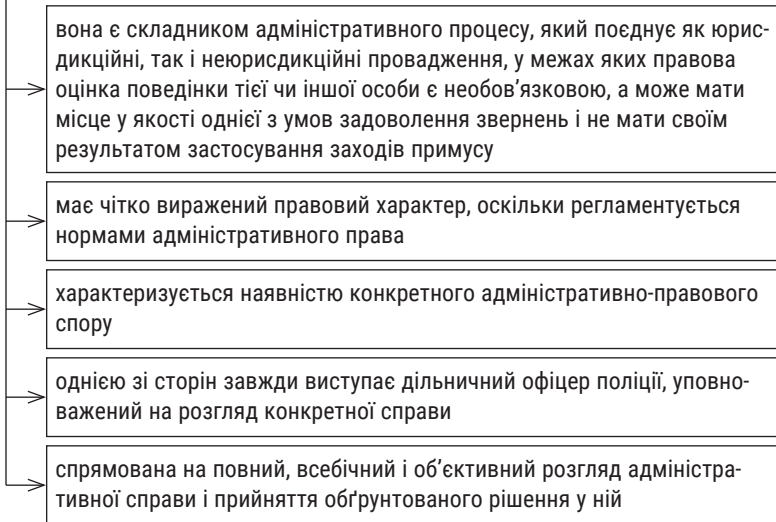 вона є складником адміністративного процесу, який поєднує як юрис-
дикційні, так і неюрисдикційні провадження, у межах яких правова
оцінка поведінки тієї чи іншої особи є необов’язковою, а може мати
місце у якості однієї з умов задоволення звернень і не мати своїм
результатом застосування заходів примусу
має чітко виражений правовий характер, оскільки регламентується
нормами адміністративного права
характеризується наявністю конкретного адміністративно-правового
спору
однією зі сторін завжди виступає дільничний офіцер поліції, уповно-
важений на розгляд конкретної справи
спрямована на повний, всебічний і об’єктивний розгляд адміністра-
тивної справи і прийняття обґрунтованого рішення у ній